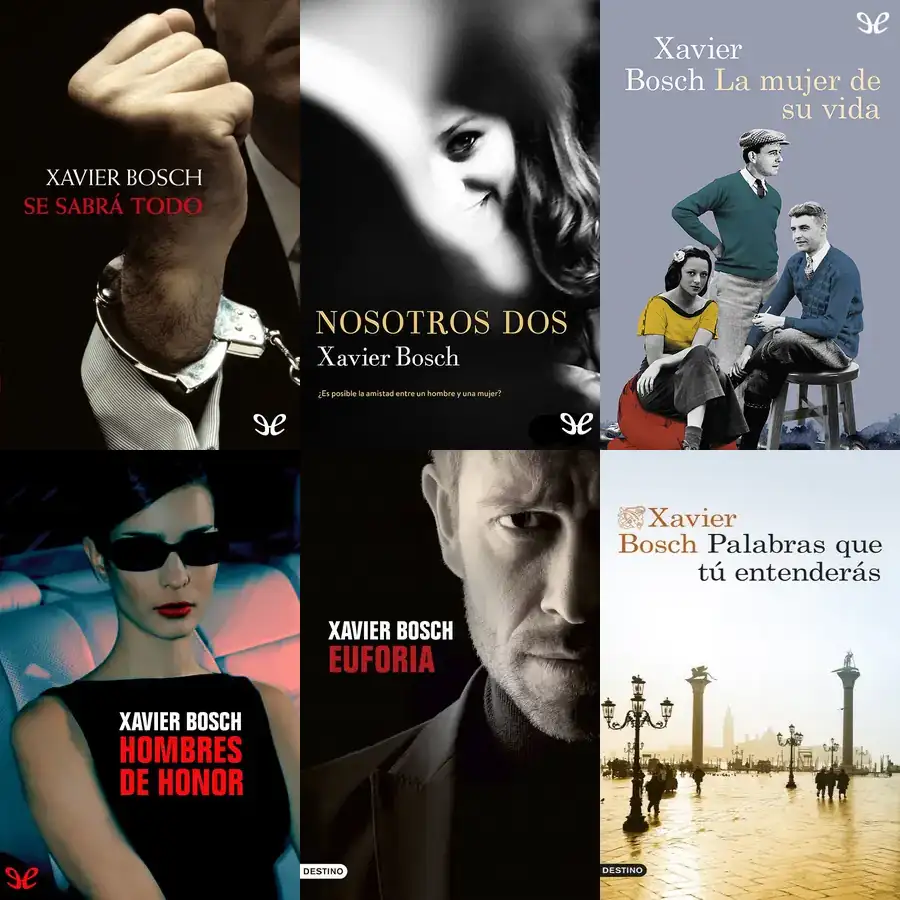 XAVIER BOSCH
SE SABRÁ TODO
NOSOTROS DOS
Xavier Bosch
¿Es posible la amistad entre un hombre y una mujer?
Xavier
Bosch La mujer de
su vida
XAVIER BOSCH
HOMBRES
DE HONOR
XAVIER BOSCH
EUFORIA
DESTINO
Xavier
Bosch Palabras que
tú entenderás
DESTINO